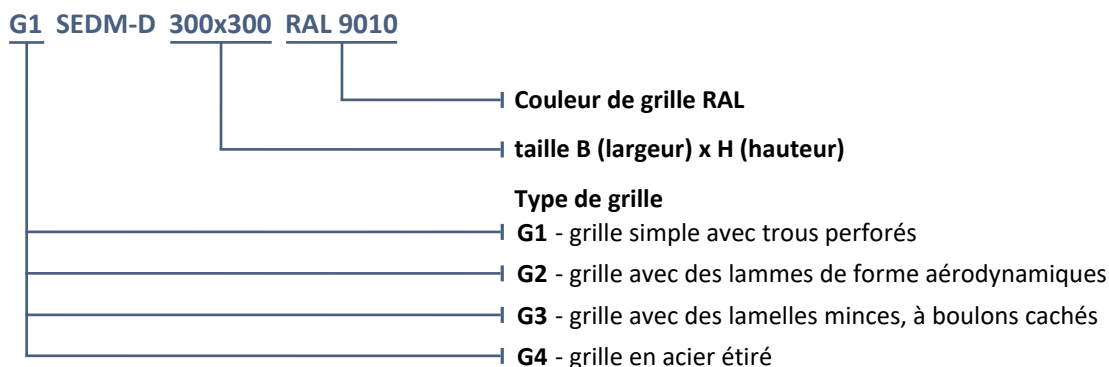 G1 SEDM-D 300x300 RAL 9010
Couleur de grille RAL
taille B (largeur) x H (hauteur)
Type de grille
G1 - grille simple avec trous perforés
G2 - grille avec des lammes de forme aérodynamiques
G3 - grille avec des lamelles minces, à boulons cachés
G4 - grille en acier étiré